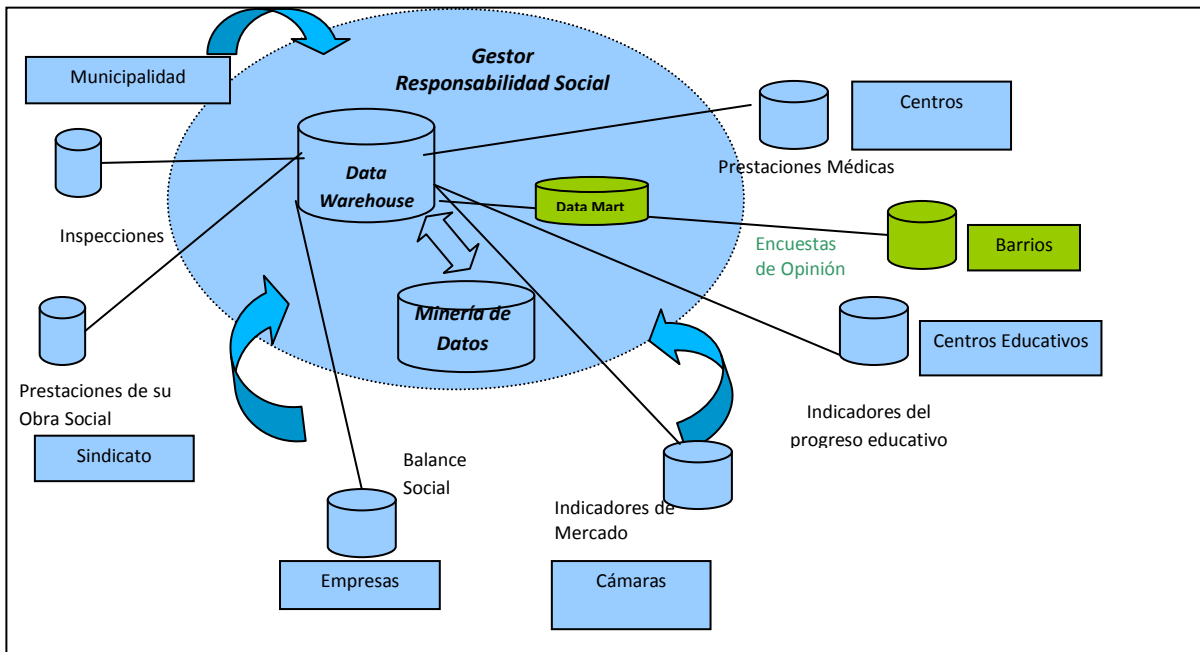 Gestor
Responsabilidad Social
Municipalidad
Centros
Prestaciones Médicas
Data
Warehouse
Data Mart
Inspecciones
Encuestas
de Opinión
Barrios
Minería de
Datos
Centros Educativos
Prestaciones de su
Obra Social
Sindicato
Indicadores del
progreso educativo
Balance
Social
Indicadores de
Mercado
Empresas
Cámaras